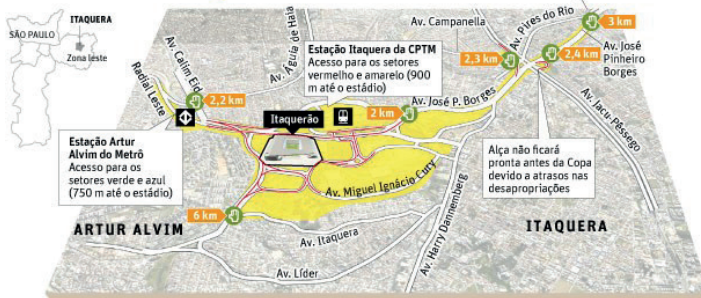 ITAQUERA
SÃO PAULO
Zona leste
Radial Leste
Av. Calim Eid
Av. Águia de Haia
Estação Itaquera da CPTM
Acesso para os setores
vermelho e amarelo (900
m até o estádio)
Av. Campanella
Av. Pires do Rio
3 km
2,3 km
2,4 km
Av. José
Pinheiro
Borges
2,2 km
Itaquerão
2 km
Av. José P. Borges
Av. Jacu-Pêssego
Estação Artur
Alvim do Metrô
Acesso para os
setores verde e azul
(750 m até o estádio)
Alça não ficará
pronta antes da Copa
devido a atrasos nas
desapropriações
Av. Miguel Ignácio Cury
6 km
ARTUR ALVIM
Av. Itaquera
Av. Líder
Av. Harry Dannemberg
ITAQUERA